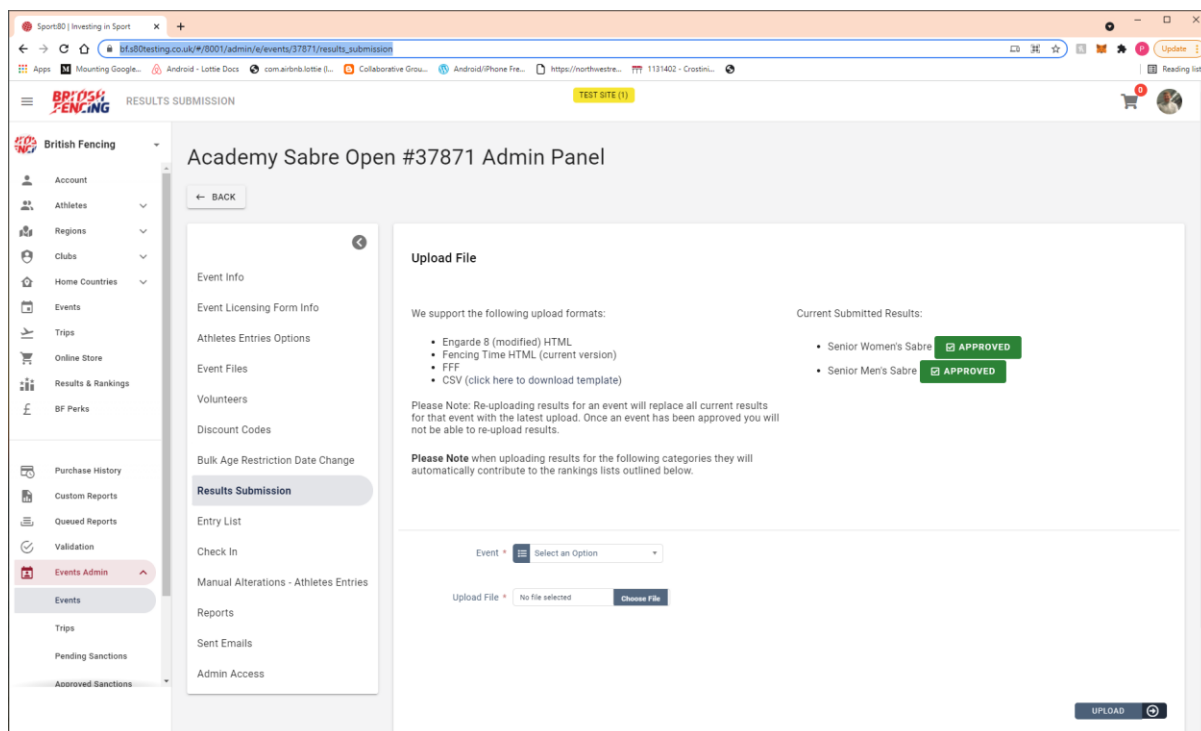 Sport:80 | Investing in Sport
bf.s80testing.co.uk/#/8001/admin/e/events/37871/results_submission
Update
Apps
Mounting Google...
Android - Lottie Docs
com.airbnb.lottie (I...
Collaborative Grou...
Android/iPhone Fre...
https://northwestre...
1131402 - Crostini...
Reading list
BRITISH FENCING
RESULTS SUBMISSION
TEST SITE (1)
0
British Fencing
Account
Athletes
Regions
Clubs
Home Countries
Events
Trips
Online Store
Results & Rankings
£ BF Perks
Purchase History
Custom Reports
Queued Reports
Validation
Events Admin
Events
Trips
Pending Sanctions
Approved Sanctions
Academy Sabre Open #37871 Admin Panel
← BACK
Event Info
Event Licensing Form Info
Athletes Entries Options
Event Files
Volunteers
Discount Codes
Bulk Age Restriction Date Change
Results Submission
Entry List
Check In
Manual Alterations - Athletes Entries
Reports
Sent Emails
Admin Access
Upload File
We support the following upload formats:
• Engarde 8 (modified) HTML
• Fencing Time HTML (current version)
• FFF
• CSV (click here to download template)
Please Note: Re-uploading results for an event will replace all current results
for that event with the latest upload. Once an event has been approved you will
not be able to re-upload results.
Please Note when uploading results for the following categories they will
automatically contribute to the rankings lists outlined below.
Current Submitted Results:
• Senior Women's Sabre APPROVED
• Senior Men's Sabre APPROVED
Event * Select an Option
Upload File * No file selected Choose File
UPLOAD